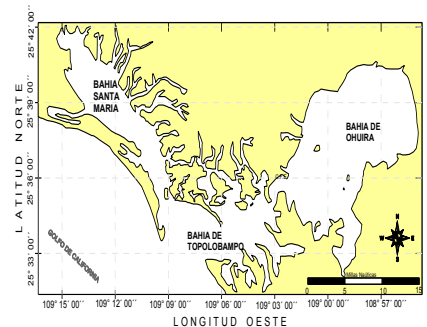 25° 42' 00''
25° 39' 00''
25° 36' 00''
25° 33' 00''
LATITUD NORTE
BAHIA
SANTA
MARIA
BAHIA DE
OHUIRA
BAHIA DE
TOPOLOBAMPO
GOLFO DE CALIFORNIA
N
W
E
S
Millas Naúticas
0 5 10 15
109° 15' 00'' 109° 12' 00'' 109° 09' 00'' 109° 06' 00'' 109° 03' 00'' 109° 00' 00'' 108° 57' 00''
LONGITUD OESTE